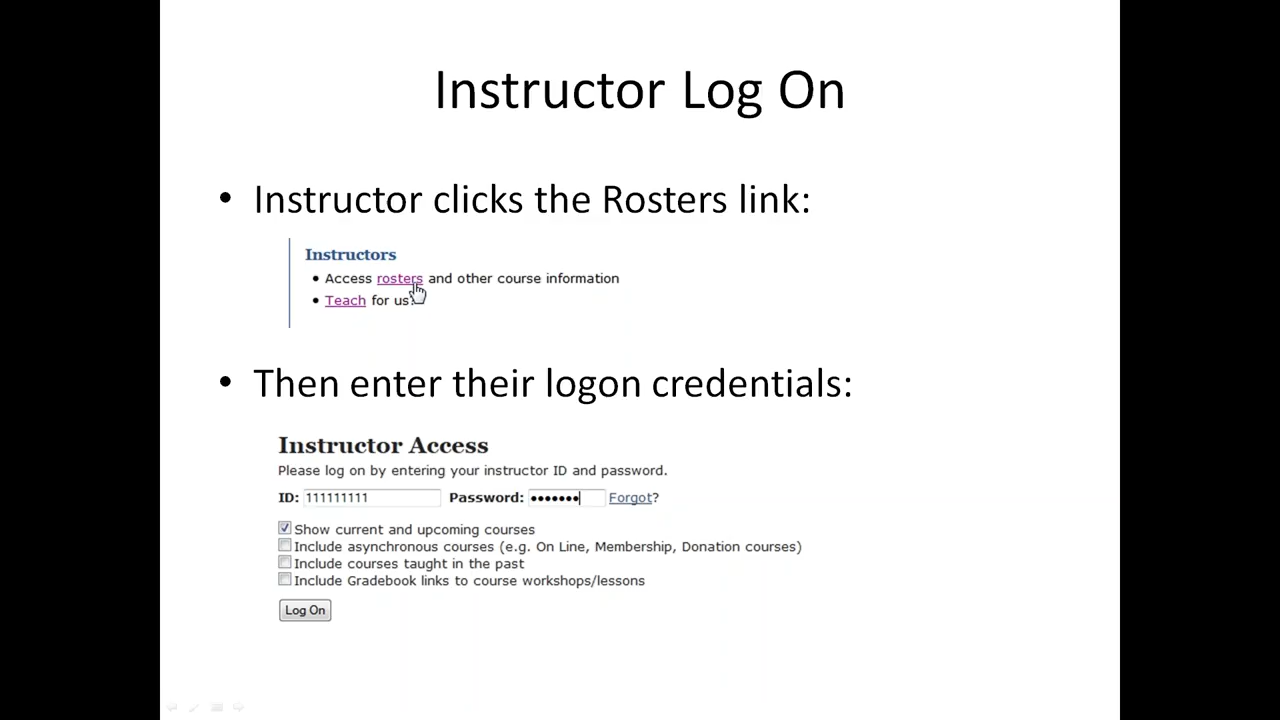 Instructor Log On
• Instructor clicks the Rosters link:
Instructors
• Access rosters and other course information
• Teach for us?
• Then enter their logon credentials:
Instructor Access
Please log on by entering your instructor ID and password.
ID: 111111111 Password: ••••••• Forgot?
Show current and upcoming courses
Include asynchronous courses (e.g. On Line, Membership, Donation courses)
Include courses taught in the past
Include Gradebook links to course workshops/lessons
Log On